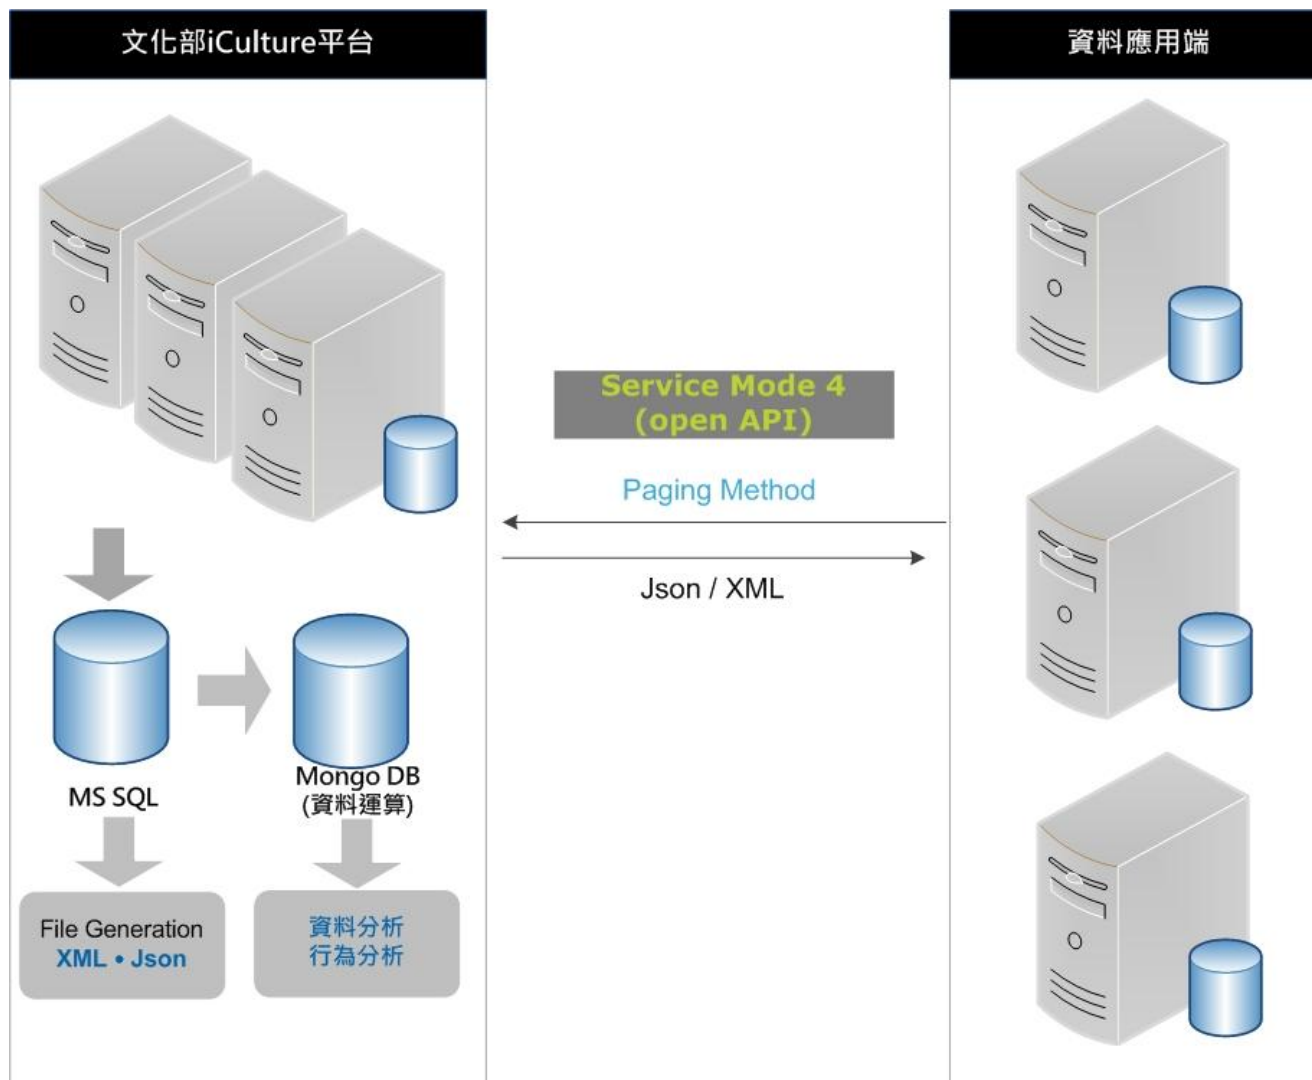 文化部iCulture平台
資料應用端
Service Mode 4
(open API)
Paging Method
Json / XML
MS SQL
Mongo DB
(資料運算)
File Generation
XML • Json
資料分析
行為分析